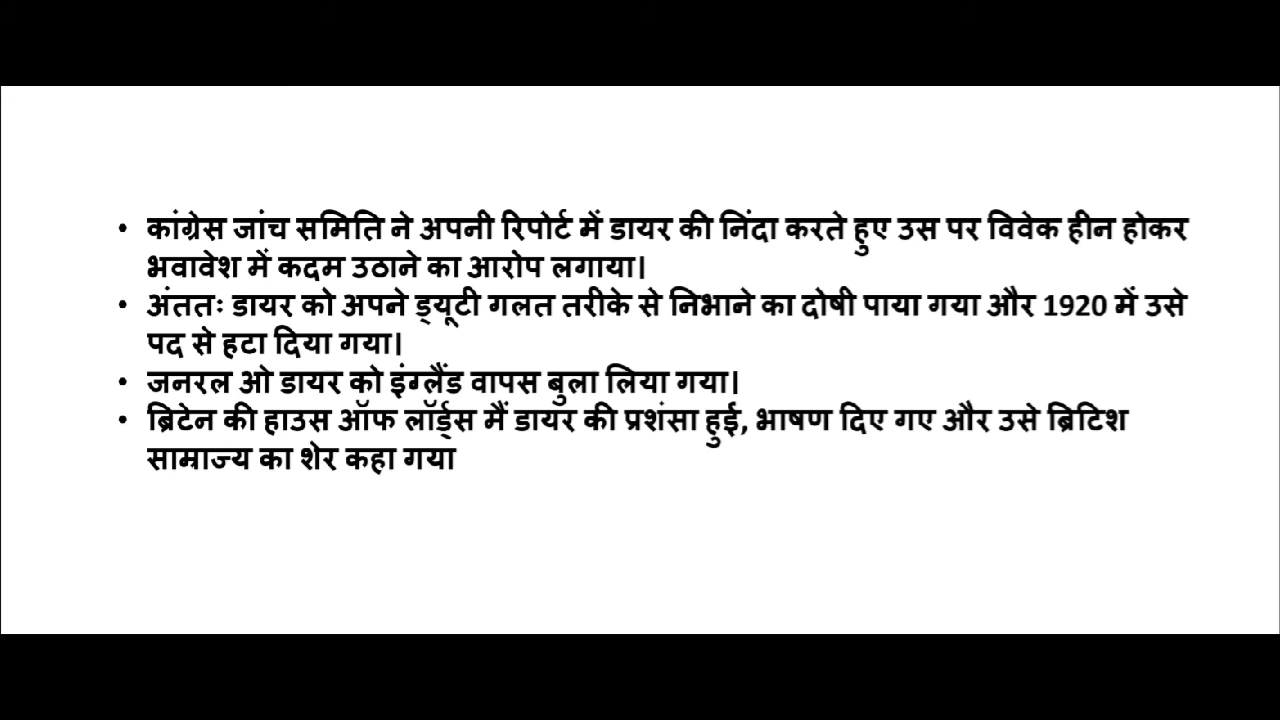 • कांग्रेस जांच समिति ने अपनी रिपोर्ट में डायर की निंदा करते हुए उस पर विवेक हीन होकर
भवावेश में कदम उठाने का आरोप लगाया।
• अंततः डायर को अपने ड्यूटी गलत तरीके से निभाने का दोषी पाया गया और 1920 में उसे
पद से हटा दिया गया।
• जनरल ओ डायर को इंग्लैंड वापस बुला लिया गया।
• ब्रिटेन की हाउस ऑफ लॉर्ड्स मैं डायर की प्रशंसा हुई, भाषण दिए गए और उसे ब्रिटिश
साम्राज्य का शेर कहा गया